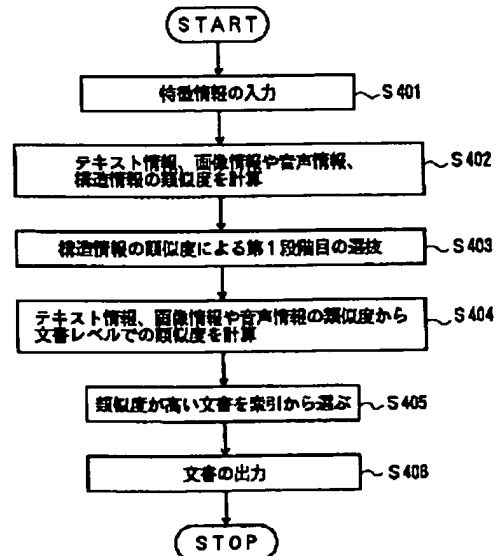 START
特徴情報の入力
S401
テキスト情報、画像情報や音声情報、
構造情報の類似度を計算
S402
構造情報の類似度による第1段階目の選抜
S403
テキスト情報、画像情報や音声情報の類似度から
文書レベルでの類似度を計算
S404
類似度が高い文書を索引から選ぶ
S405
文書の出力
S406
STOP